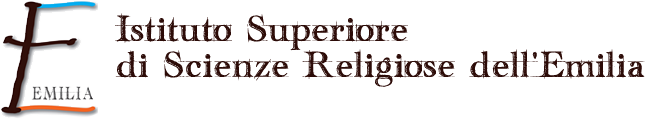 EMILIA
Istituto Superiore
di Scienze Religiose dell'Emilia